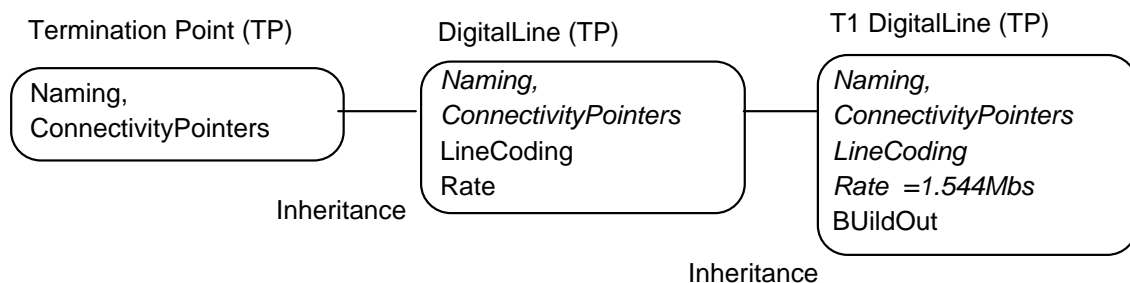 Termination Point (TP)
Naming,
ConnectivityPointers
Inheritance
DigitalLine (TP)
Naming,
ConnectivityPointers
LineCoding
Rate
Inheritance
T1 DigitalLine (TP)
Naming,
ConnectivityPointers
LineCoding
Rate =1.544Mbs
BUildOut